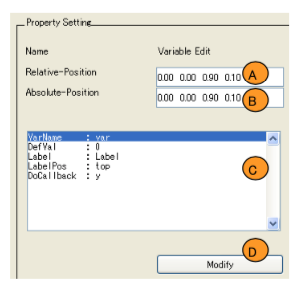 Property Setting
Name Variable Edit
Relative-Position 0.00 0.00 0.90 0.10 A
Absolute-Position 0.00 0.00 0.90 0.10 B
VarName : var
DefVal : 0
Label : Label
LabelPos : top
DoCallback : y
C
D
Modify